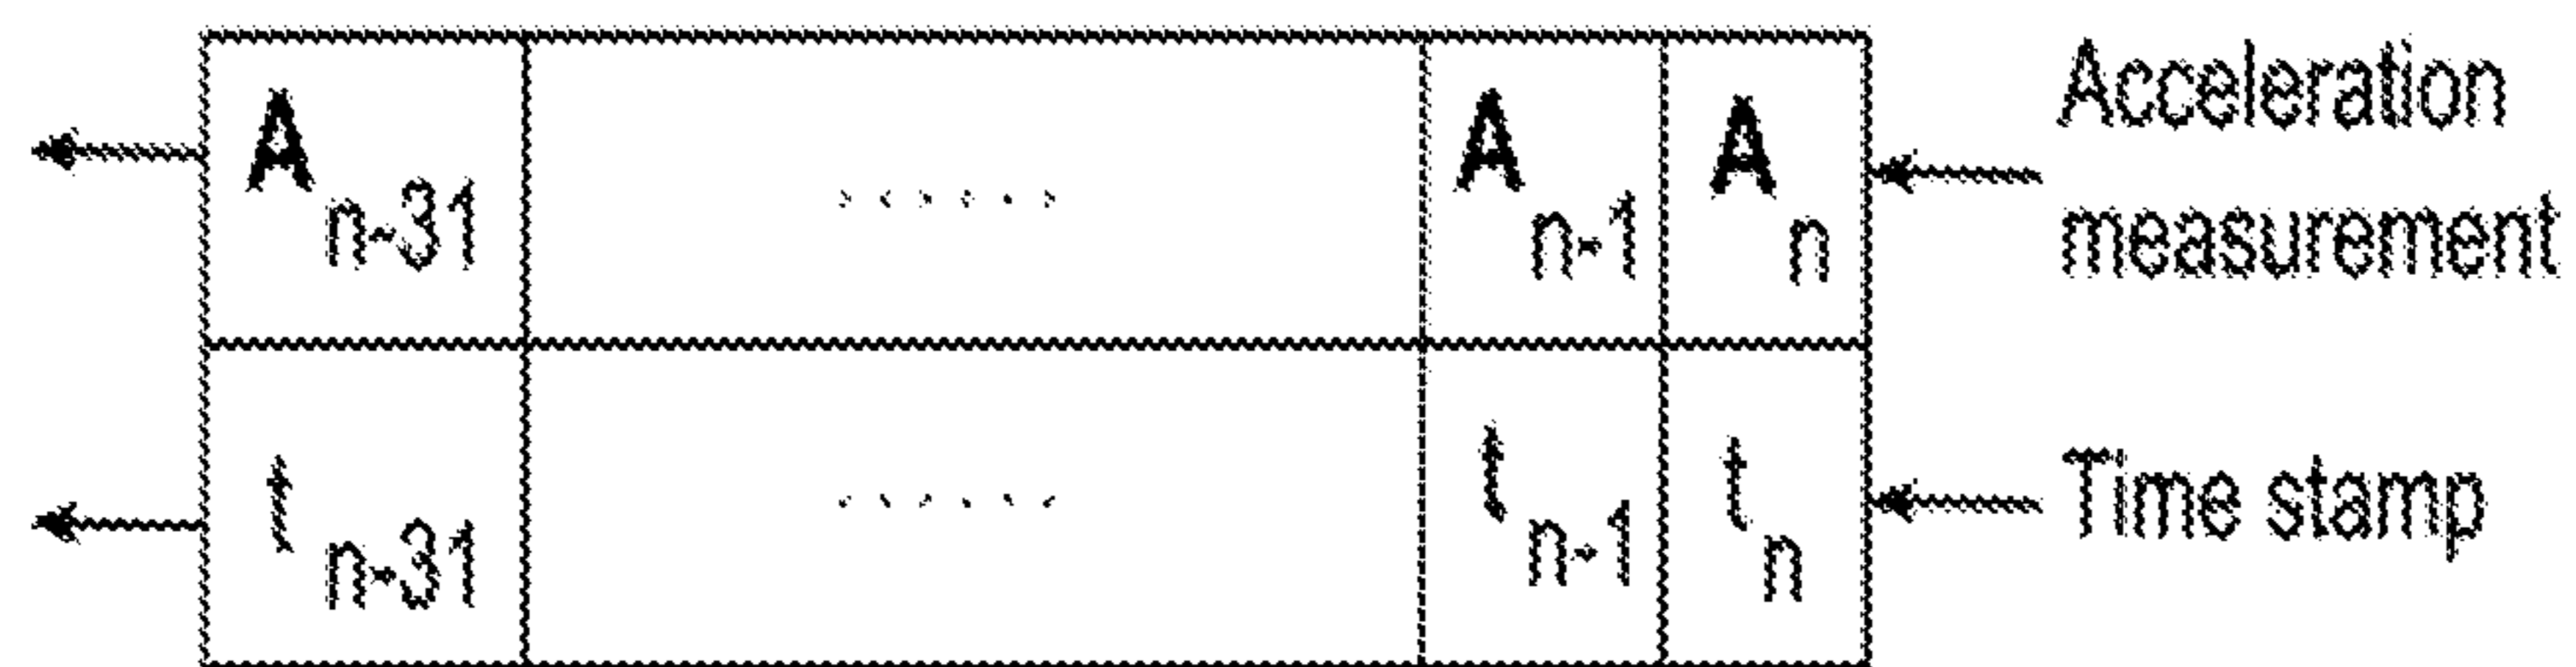 A n-31 ...... A n-1 A n Acceleration
measurement
t n-31 ...... t n-1 t n Time stamp